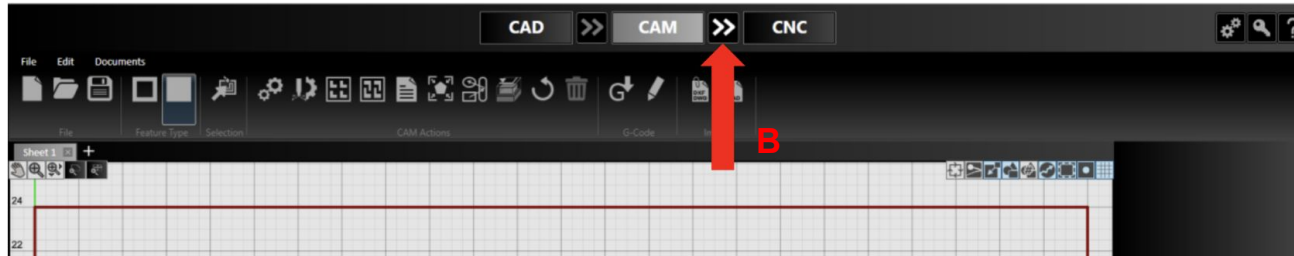 CAD >> CAM >> CNC
File Edit Documents
File Feature Type Selection CAM Actions G-Code
B
Sheet 1
24
22